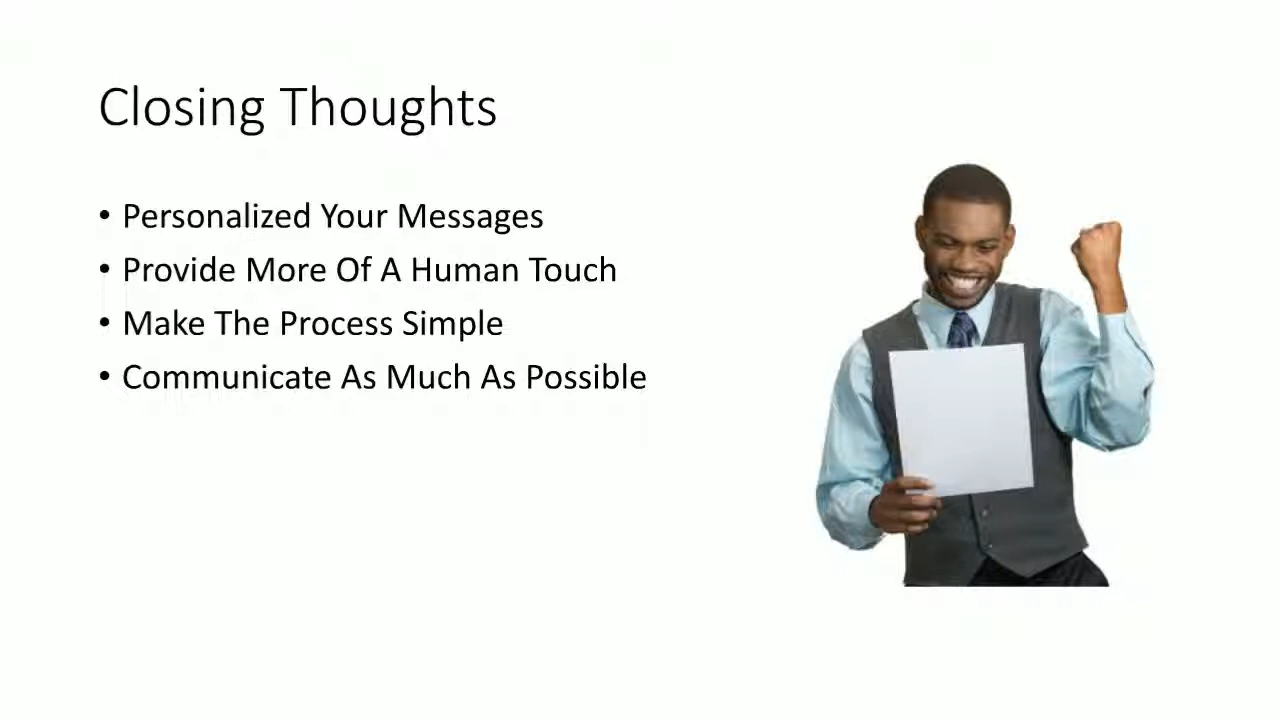 Closing Thoughts
• Personalized Your Messages
• Provide More Of A Human Touch
• Make The Process Simple
• Communicate As Much As Possible